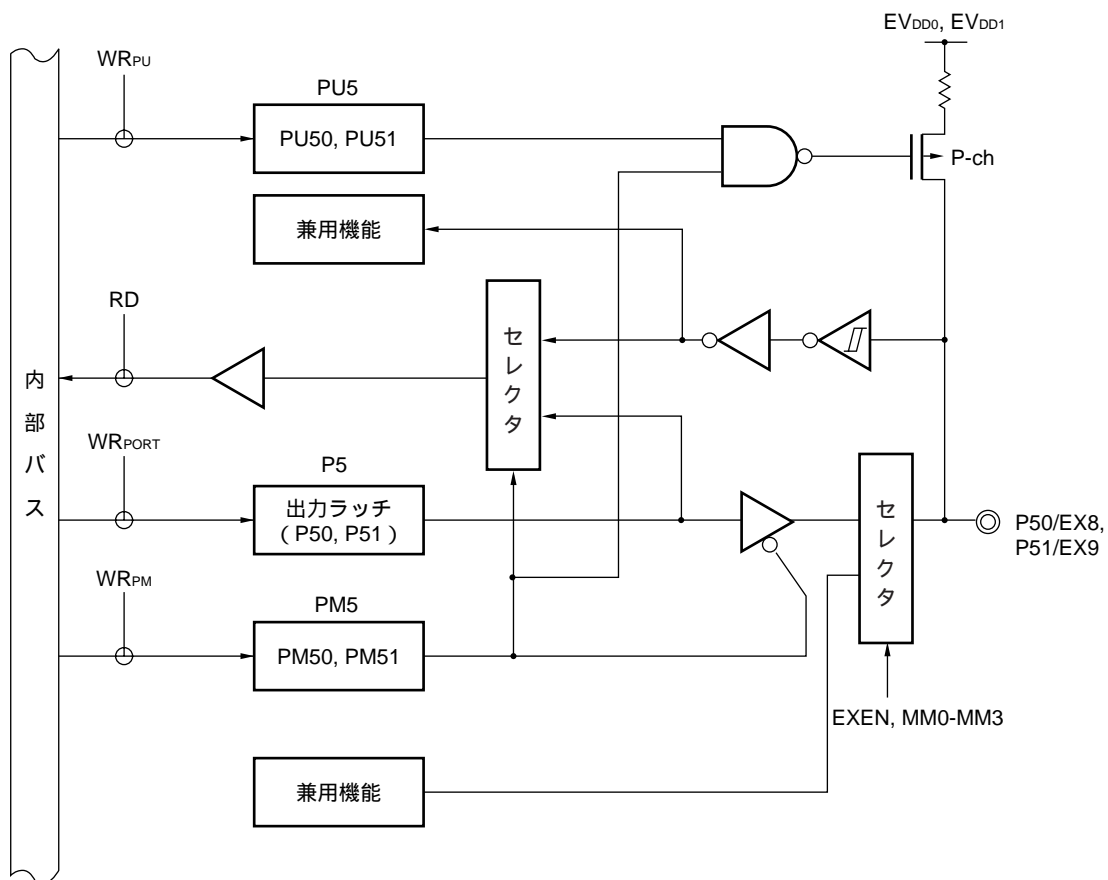 EVDD0, EVDD1
WRPU
PU5
PU50, PU51
P-ch
兼用機能
RD
セレクタ
内部バス
WRPORT
P5
出力ラッチ
( P50, P51 )
セレクタ
P50/EX8,
P51/EX9
WRPM
PM5
PM50, PM51
EXEN, MM0-MM3
兼用機能